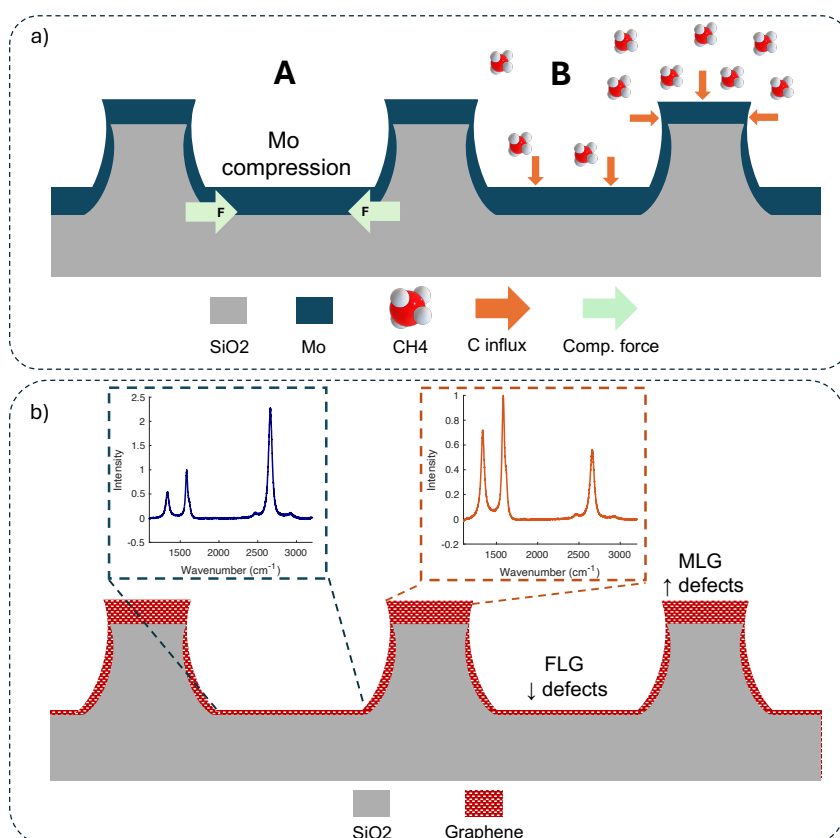 a)
A
B
Mo
compression
F
F
SiO2
Mo
CH4
C influx
Comp. force
b)
2.5
2
1.5
1
0.5
0
-0.5
Intensity
1500
2000
2500
3000
Wavenumber (cm⁻¹)
1
0.8
0.6
0.4
0.2
0
-0.2
Intensity
1500
2000
2500
3000
Wavenumber (cm⁻¹)
MLG
↑ defects
FLG
↓ defects
SiO2
Graphene